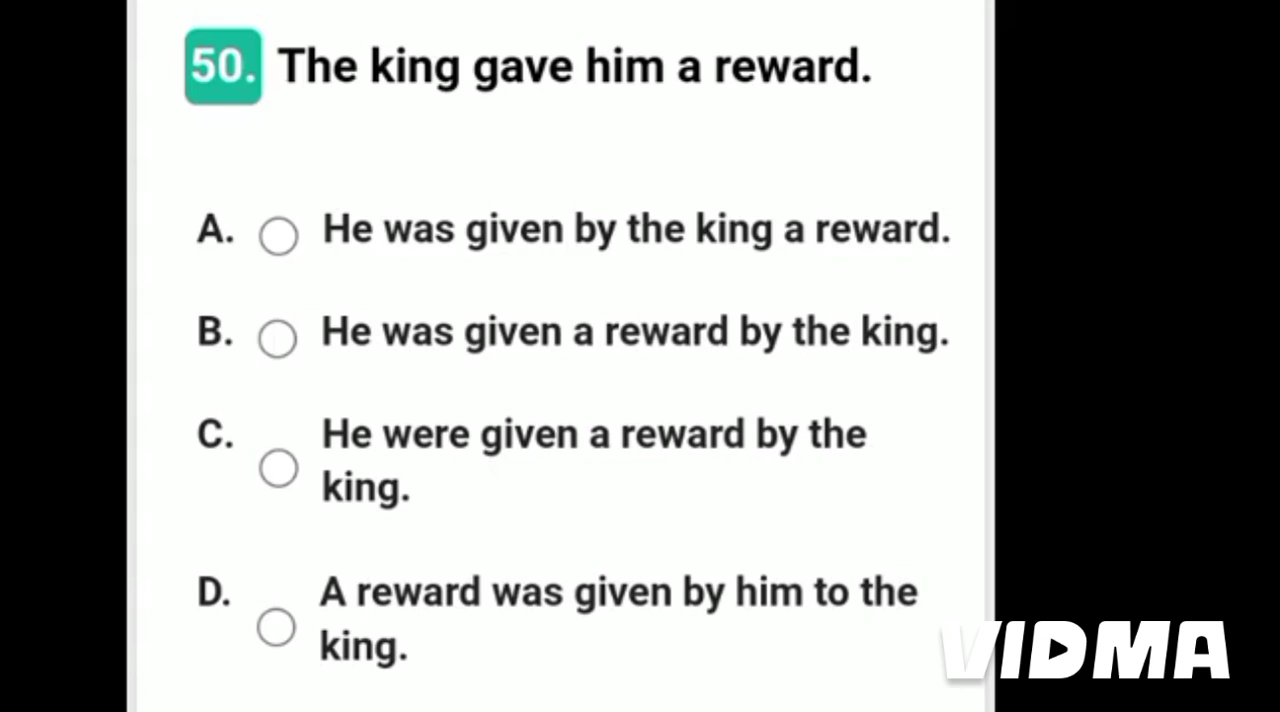 50. The king gave him a reward.
A. He was given by the king a reward.
B. He was given a reward by the king.
C. He were given a reward by the
king.
D. A reward was given by him to the
king.
VIDMA